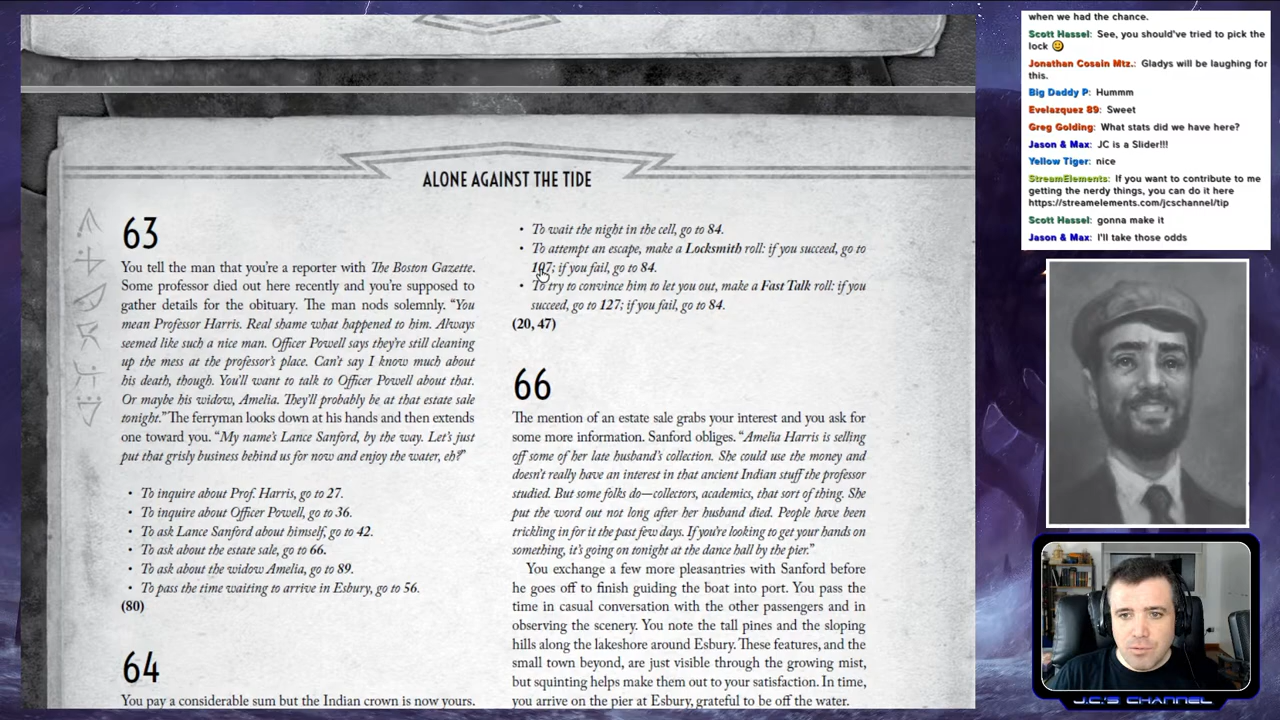 ALONE AGAINST THE TIDE
63
You tell the man that you're a reporter with The Boston Gazette.
Some professor died out here recently and you're supposed to
gather details for the obituary. The man nods solemnly. “You
mean Professor Harris. Real shame what happened to him. Always
seemed like such a nice man. Officer Powell says they're still cleaning
up the mess at the professor's place. Can't say I know much about
his death, though. You'll want to talk to Officer Powell about that.
Or maybe his widow, Amelia. They'll probably be at that estate sale
tonight.” The ferryman looks down at his hands and then extends
one toward you. “My name's Lance Sanford, by the way. Let's just
put that grisly business behind us for now and enjoy the water, eh?”
• To inquire about Prof. Harris, go to 27.
• To inquire about Officer Powell, go to 36.
• To ask Lance Sanford about himself, go to 42.
• To ask about the estate sale, go to 66.
• To ask about the widow Amelia, go to 89.
• To pass the time waiting to arrive in Esbury, go to 56.
(80)
64
You pay a considerable sum but the Indian crown is now yours.
• To wait the night in the cell, go to 84.
• To attempt an escape, make a Locksmith roll: if you succeed, go to
107; if you fail, go to 84.
• To try to convince him to let you out, make a Fast Talk roll: if you
succeed, go to 127; if you fail, go to 84.
(20, 47)
66
The mention of an estate sale grabs your interest and you ask for
some more information. Sanford obliges. “Amelia Harris is selling
off some of her late husband's collection. She could use the money and
doesn't really have an interest in that ancient Indian stuff the professor
studied. But some folks do—collectors, academics, that sort of thing. She
put the word out not long after her husband died. People have been
trickling in for it the past few days. If you're looking to get your hands on
something, it's going on tonight at the dance hall by the pier.”
You exchange a few more pleasantries with Sanford before
he goes off to finish guiding the boat into port. You pass the
time in casual conversation with the other passengers and in
observing the scenery. You note the tall pines and the sloping
hills along the lakeshore around Esbury. These features, and the
small town beyond, are just visible through the growing mist,
but squinting helps make them out to your satisfaction. In time,
you arrive on the pier at Esbury, grateful to be off the water.
when we had the chance.
Scott Hassel: See, you should've tried to pick the
lock 🙂
Jonathan Cosain Mtz.: Gladys will be laughing for
this.
Big Daddy P: Hummm
Evelazquez 89: Sweet
Greg Golding: What stats did we have here?
Jason & Max: JC is a Slider!!!
Yellow Tiger: nice
StreamElements: If you want to contribute to me
getting the nerdy things, you can do it here
https://streamelements.com/jcschannel/tip
Scott Hassel: gonna make it
Jason & Max: I'll take those odds
J.C.'S CHANNEL